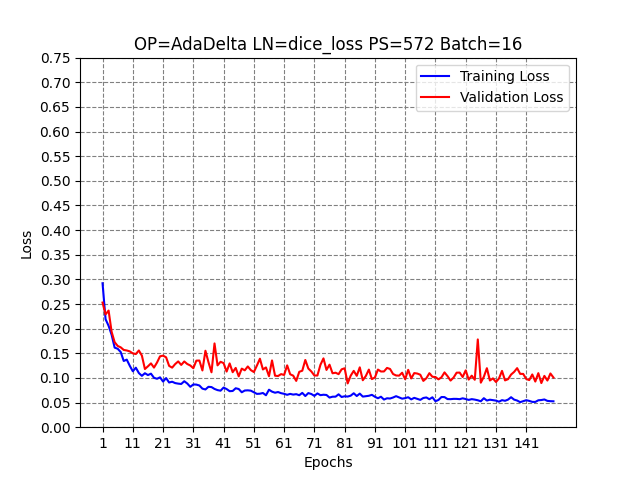 OP=AdaDelta LN=dice_loss PS=572 Batch=16
0.75
0.70
0.65
0.60
0.55
0.50
0.45
0.40
0.35
0.30
0.25
0.20
0.15
0.10
0.05
0.00
Loss
Training Loss
Validation Loss
1 11 21 31 41 51 61 71 81 91 101 111 121 131 141
Epochs